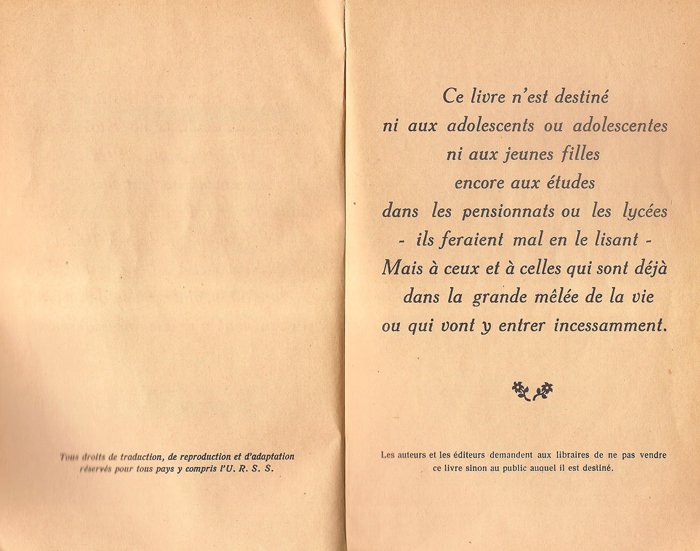 Tous droits de traduction, de reproduction et d'adaptation
réservés pour tous pays y compris l'U. R. S. S.
Ce livre n'est destiné
ni aux adolescents ou adolescentes
ni aux jeunes filles
encore aux études
dans les pensionnats ou les lycées
- ils feraient mal en le lisant -
Mais à ceux et à celles qui sont déjà
dans la grande mêlée de la vie
ou qui vont y entrer incessamment.
Les auteurs et les éditeurs demandent aux libraires de ne pas vendre
ce livre sinon au public auquel il est destiné.